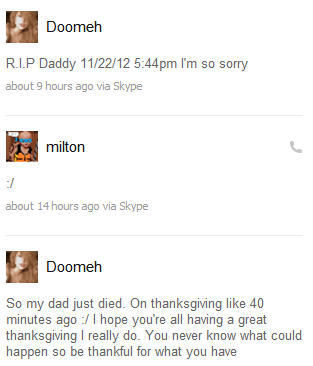 Doomeh
R.I.P Daddy 11/22/12 5:44pm I'm so sorry
about 9 hours ago via Skype
milton
:/
about 14 hours ago via Skype
Doomeh
So my dad just died. On thanksgiving like 40
minutes ago :/ I hope you're all having a great
thanksgiving I really do. You never know what could
happen so be thankful for what you have